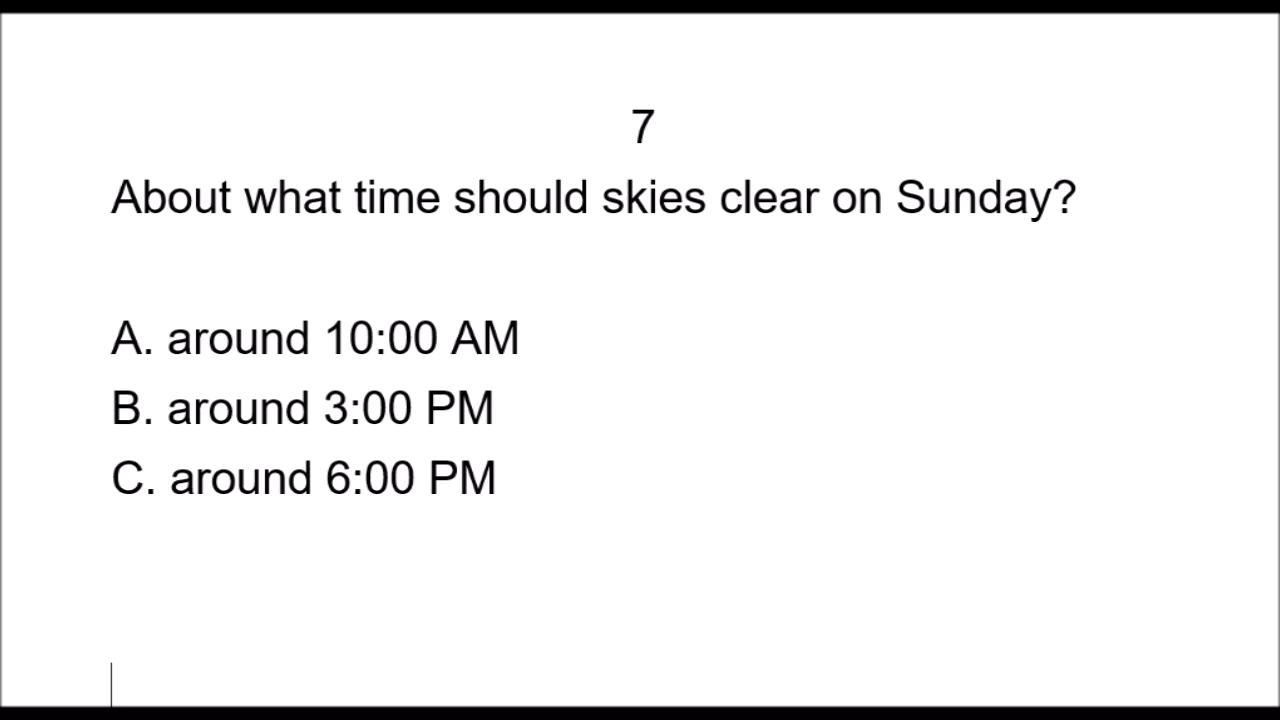 7
About what time should skies clear on Sunday?
A. around 10:00 AM
B. around 3:00 PM
C. around 6:00 PM